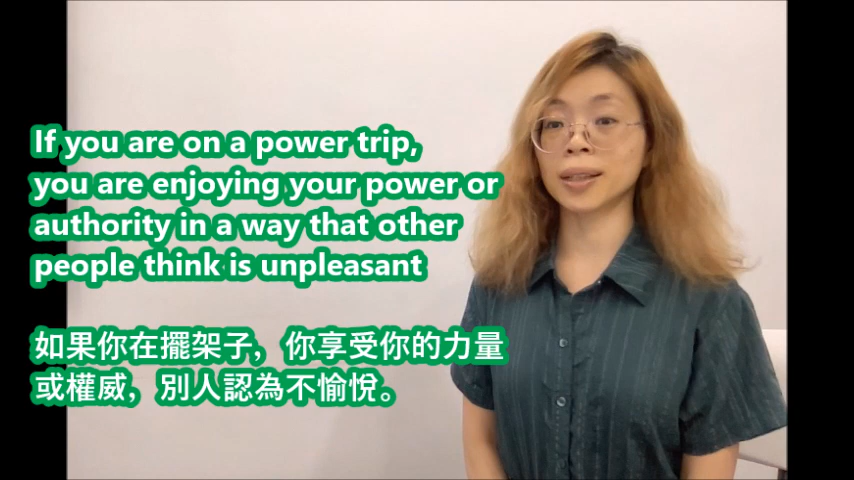 If you are on a power trip,
you are enjoying your power or
authority in a way that other
people think is unpleasant
如果你在擺架子，你享受你的力量
或權威，別人認為不愉悅。